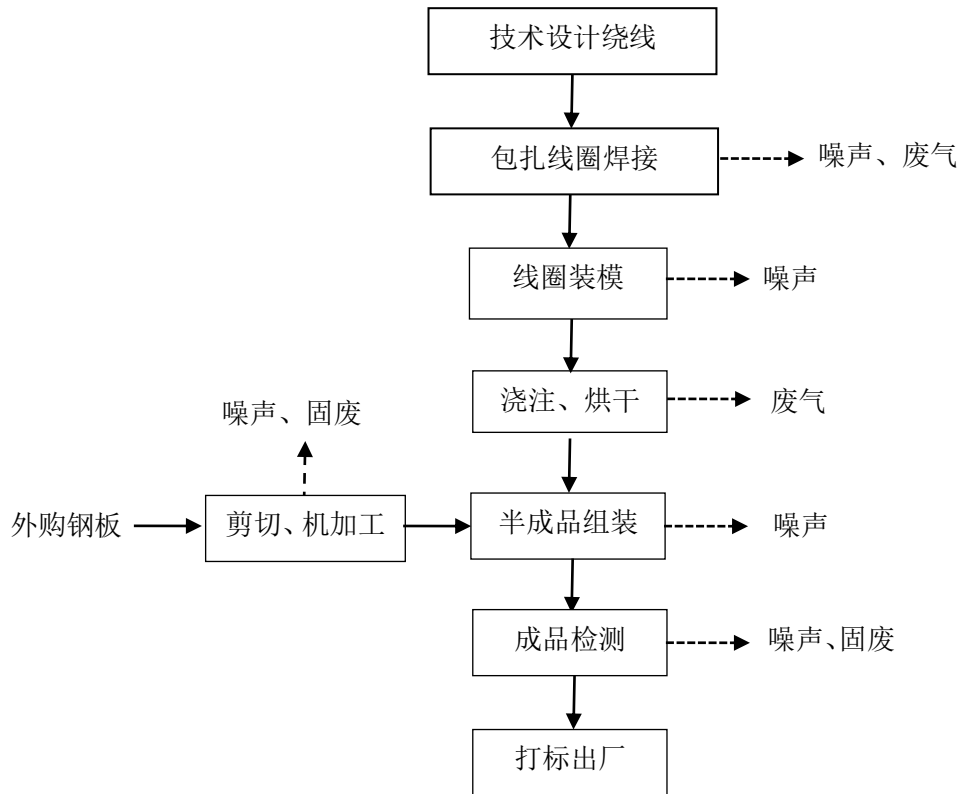 技术设计绕线
包扎线圈焊接
噪声、废气
线圈装模
噪声
浇注、烘干
废气
噪声、固废
外购钢板
剪切、机加工
半成品组装
噪声
成品检测
噪声、固废
打标出厂